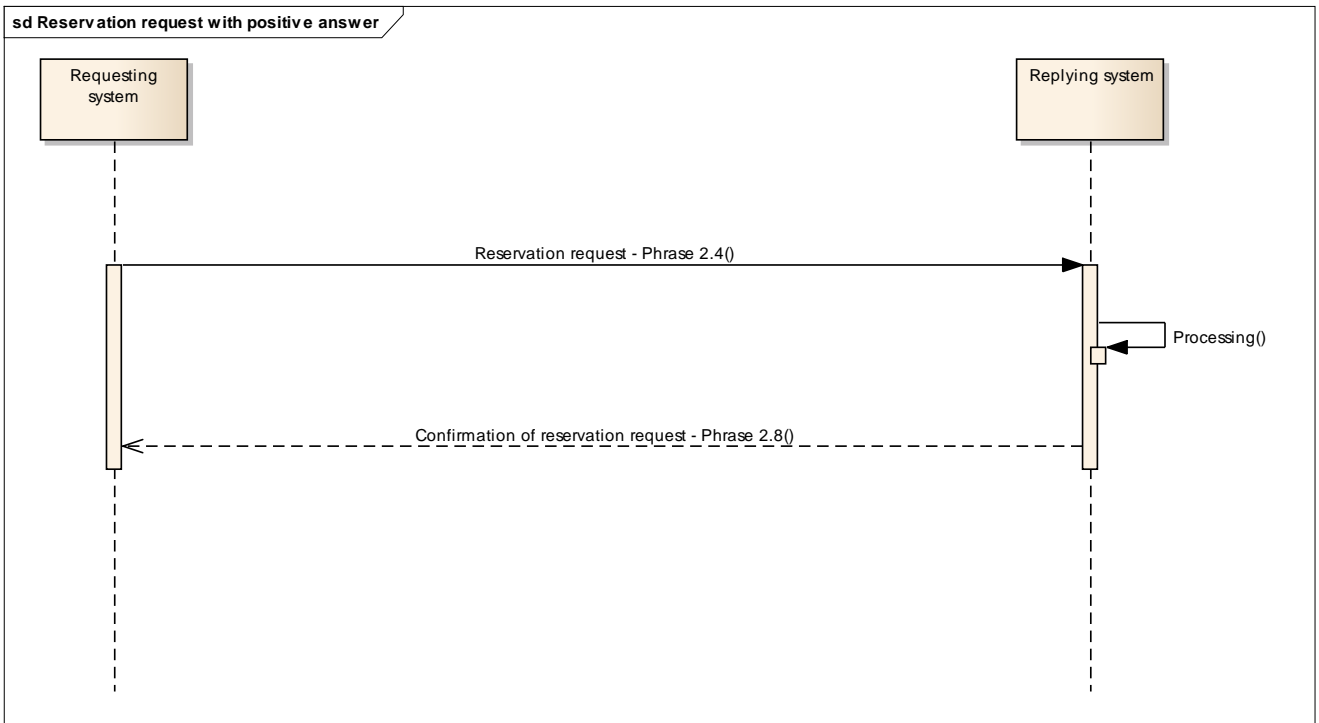 sd Reservation request with positive answer
Requesting
system
Replying system
Reservation request - Phrase 2.4()
Processing()
Confirmation of reservation request - Phrase 2.8()